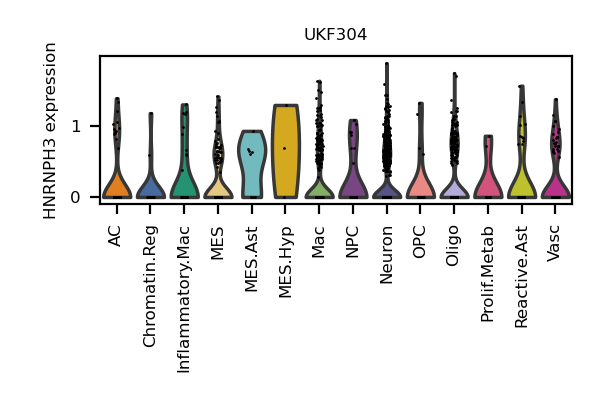 UKF304
HNRNPH3 expression
1
0
AC
Chromatin.Reg
Inflammatory.Mac
MES
MES.Ast
MES.Hyp
Mac
NPC
Neuron
OPC
Oligo
Prolif.Metab
Reactive.Ast
Vasc